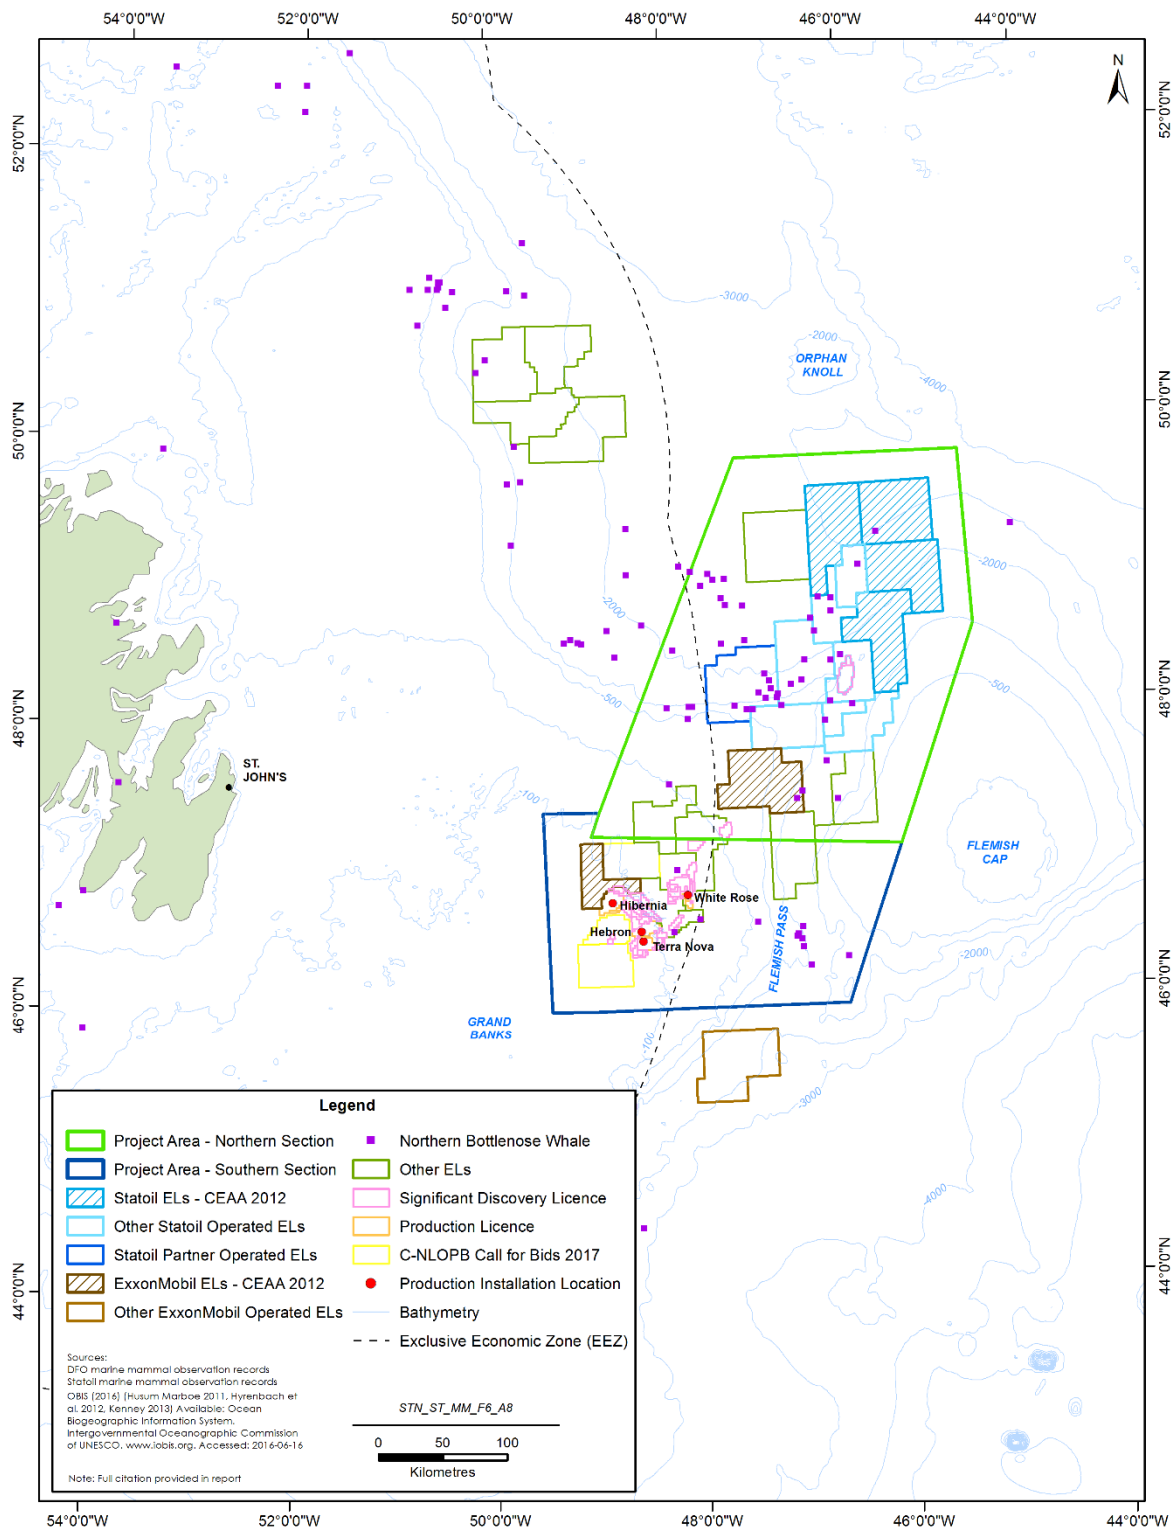 54°0'0"W
52°0'0"W
50°0'0"W
48°0'0"W
46°0'0"W
44°0'0"W
N
52°0'0"N
52°0'0"N
-3000
-2000
ORPHAN
KNOLL
-4000
50°0'0"N
50°0'0"N
-2000
-2000
-500
-500
48°0'0"N
48°0'0"N
ST.
JOHN'S
-100
FLEMISH
CAP
White Rose
Hibernia
Hebron
Terra Nova
FLEMISH PASS
-2000
46°0'0"N
46°0'0"N
GRAND
BANKS
-100
-3000
-4000
44°0'0"N
44°0'0"N
Legend
Project Area - Northern Section
Project Area - Southern Section
Statoil ELs - CEAA 2012
Other Statoil Operated ELs
Statoil Partner Operated ELs
ExxonMobil ELs - CEAA 2012
Other ExxonMobil Operated ELs
Northern Bottlenose Whale
Other ELs
Significant Discovery Licence
Production Licence
C-NLOPB Call for Bids 2017
Production Installation Location
Bathymetry
Exclusive Economic Zone (EEZ)
Sources:
DFO marine mammal observation records
Statoil marine mammal observation records
OBIS (2016) (Husum Marboe 2011, Hyrenbach et
al. 2012, Kenney 2013) Available: Ocean
Biogeographic Information System.
Intergovernmental Oceanographic Commission
of UNESCO. www.iobis.org. Accessed: 2016-06-16
Note: Full citation provided in report
STN_ST_MM_F6_A8
0 50 100
Kilometres
54°0'0"W
52°0'0"W
50°0'0"W
48°0'0"W
46°0'0"W
44°0'0"W